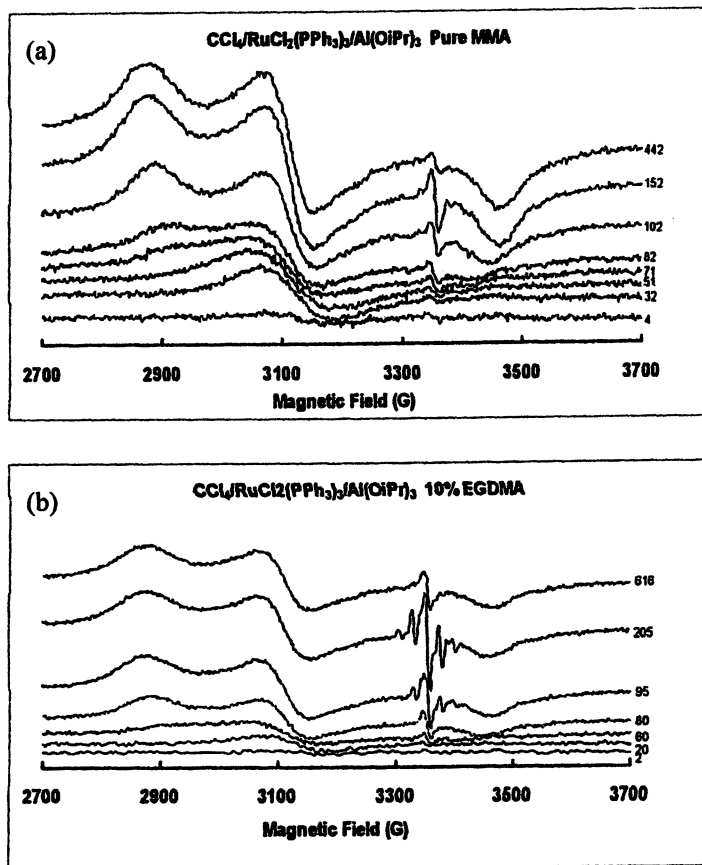 (a)
CCl₄/RuCl₂(PPh₃)₃/Al(OiPr)₃ Pure MMA
442
152
102
82
71
51
32
4
2700 2900 3100 3300 3500 3700
Magnetic Field (G)
(b)
CCl₄/RuCl2(PPh₃)₃/Al(OiPr)₃ 10% EGDMA
616
205
95
80
60
20
2
2700 2900 3100 3300 3500 3700
Magnetic Field (G)